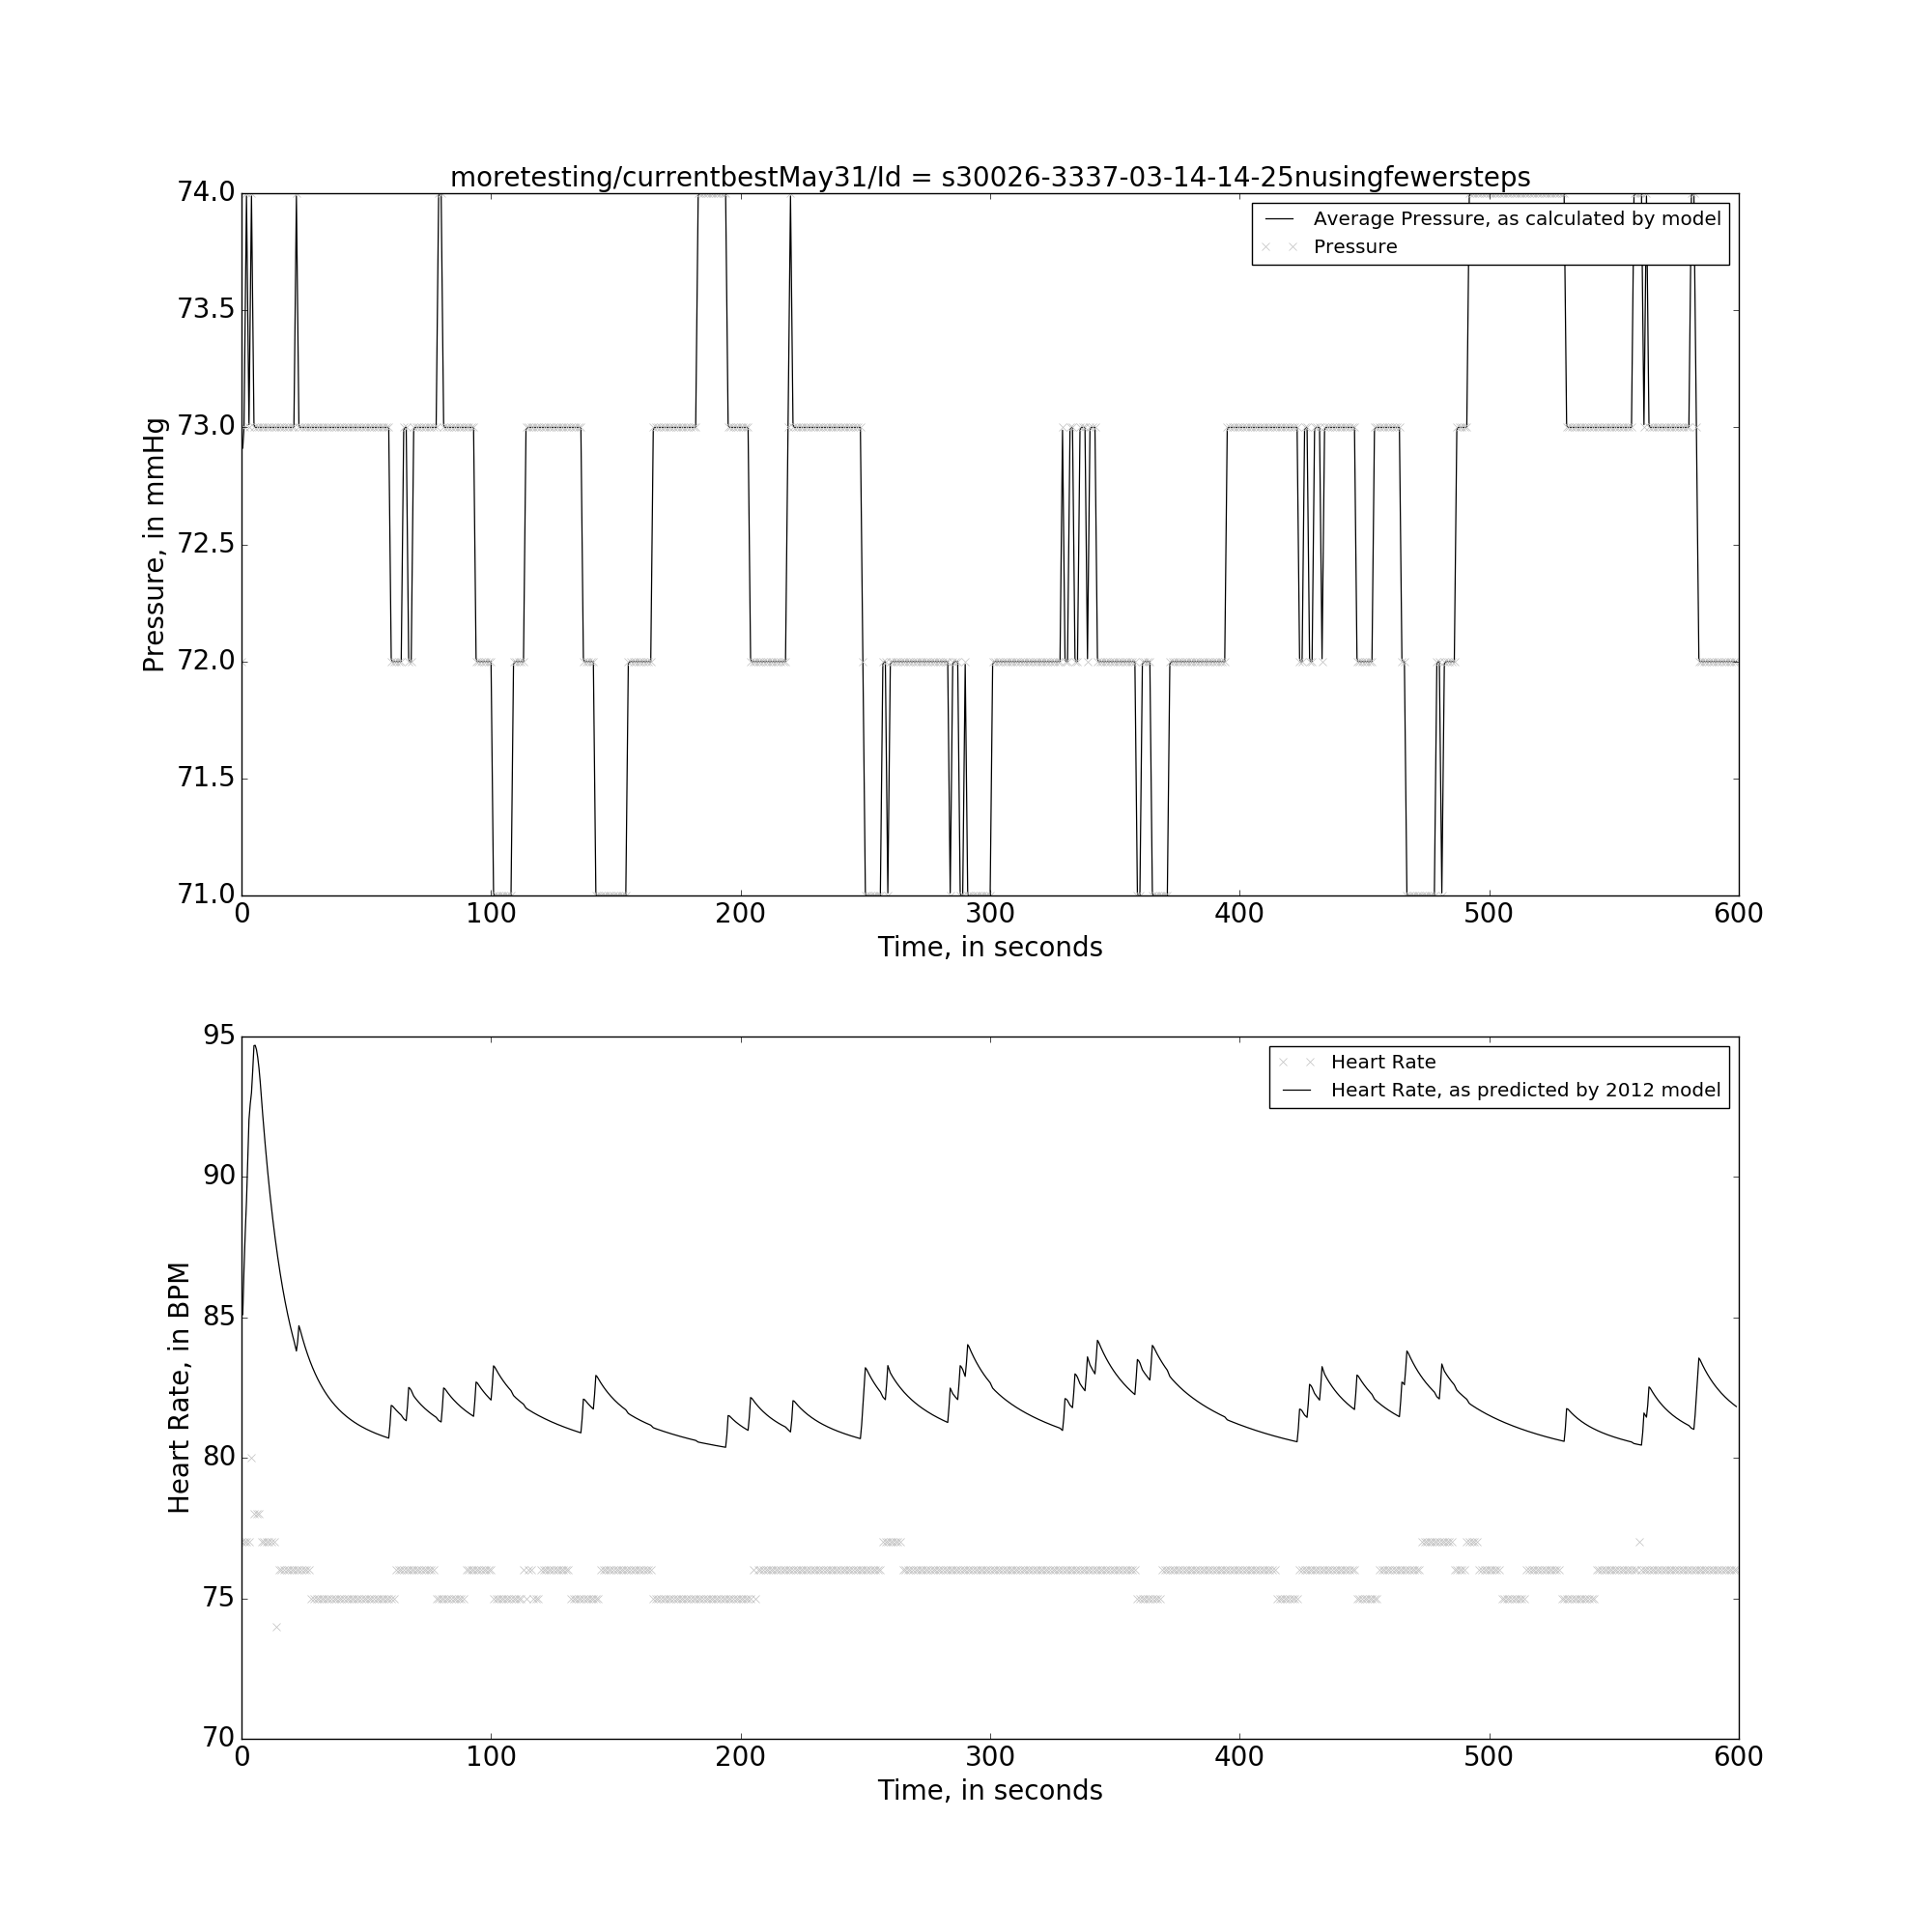 moretesting/currentbestMay31/Id = s30026-3337-03-14-14-25nusingfewersteps
74.0
73.5
73.0
72.5
72.0
71.5
71.0
Pressure, in mmHg
Average Pressure, as calculated by model
Pressure
0 100 200 300 400 500 600
Time, in seconds
95
90
85
80
75
70
Heart Rate, in BPM
Heart Rate
Heart Rate, as predicted by 2012 model
0 100 200 300 400 500 600
Time, in seconds